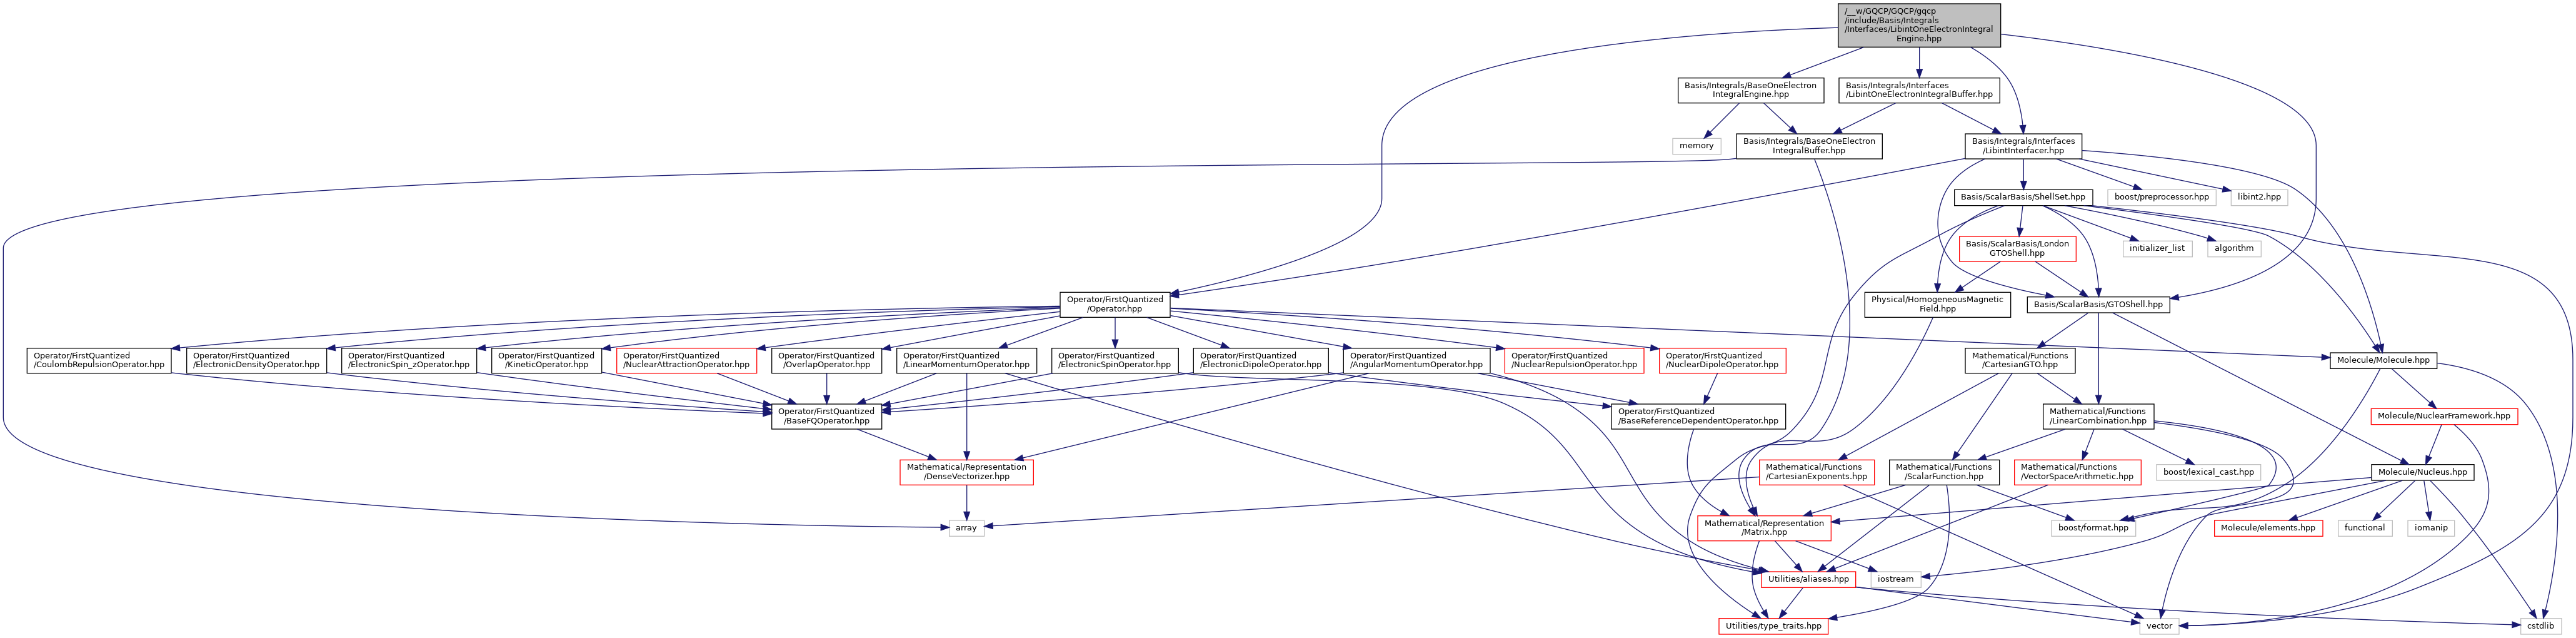 /__w/GQCP/GQCP/gqcp
/include/Basis/Integrals
/Interfaces/LibintOneElectronIntegral
Engine.hpp
Basis/Integrals/BaseOneElectron
IntegralEngine.hpp
Basis/Integrals/Interfaces
/LibintOneElectronIntegralBuffer.hpp
memory
Basis/Integrals/BaseOneElectron
IntegralBuffer.hpp
Basis/Integrals/Interfaces
/LibintInterfacer.hpp
Basis/ScalarBasis/ShellSet.hpp
boost/preprocessor.hpp
libint2.hpp
Basis/ScalarBasis/London
GTOShell.hpp
initializer_list
algorithm
Operator/FirstQuantized
/Operator.hpp
Physical/HomogeneousMagnetic
Field.hpp
Basis/ScalarBasis/GTOShell.hpp
Operator/FirstQuantized
/CoulombRepulsionOperator.hpp
Operator/FirstQuantized
/ElectronicDensityOperator.hpp
Operator/FirstQuantized
/ElectronicSpin_zOperator.hpp
Operator/FirstQuantized
/KineticOperator.hpp
Operator/FirstQuantized
/NuclearAttractionOperator.hpp
Operator/FirstQuantized
/OverlapOperator.hpp
Operator/FirstQuantized
/LinearMomentumOperator.hpp
Operator/FirstQuantized
/ElectronicSpinOperator.hpp
Operator/FirstQuantized
/ElectronicDipoleOperator.hpp
Operator/FirstQuantized
/AngularMomentumOperator.hpp
Operator/FirstQuantized
/NuclearRepulsionOperator.hpp
Operator/FirstQuantized
/NuclearDipoleOperator.hpp
Mathematical/Functions
/CartesianGTO.hpp
Molecule/Molecule.hpp
Operator/FirstQuantized
/BaseFQOperator.hpp
Operator/FirstQuantized
/BaseReferenceDependentOperator.hpp
Mathematical/Functions
/LinearCombination.hpp
Molecule/NuclearFramework.hpp
Mathematical/Representation
/DenseVectorizer.hpp
Mathematical/Functions
/CartesianExponents.hpp
Mathematical/Functions
/ScalarFunction.hpp
Mathematical/Functions
/VectorSpaceArithmetic.hpp
boost/lexical_cast.hpp
Molecule/Nucleus.hpp
array
Mathematical/Representation
/Matrix.hpp
boost/format.hpp
Molecule/elements.hpp
functional
iomanip
Utilities/aliases.hpp
iostream
Utilities/type_traits.hpp
vector
cstdlib